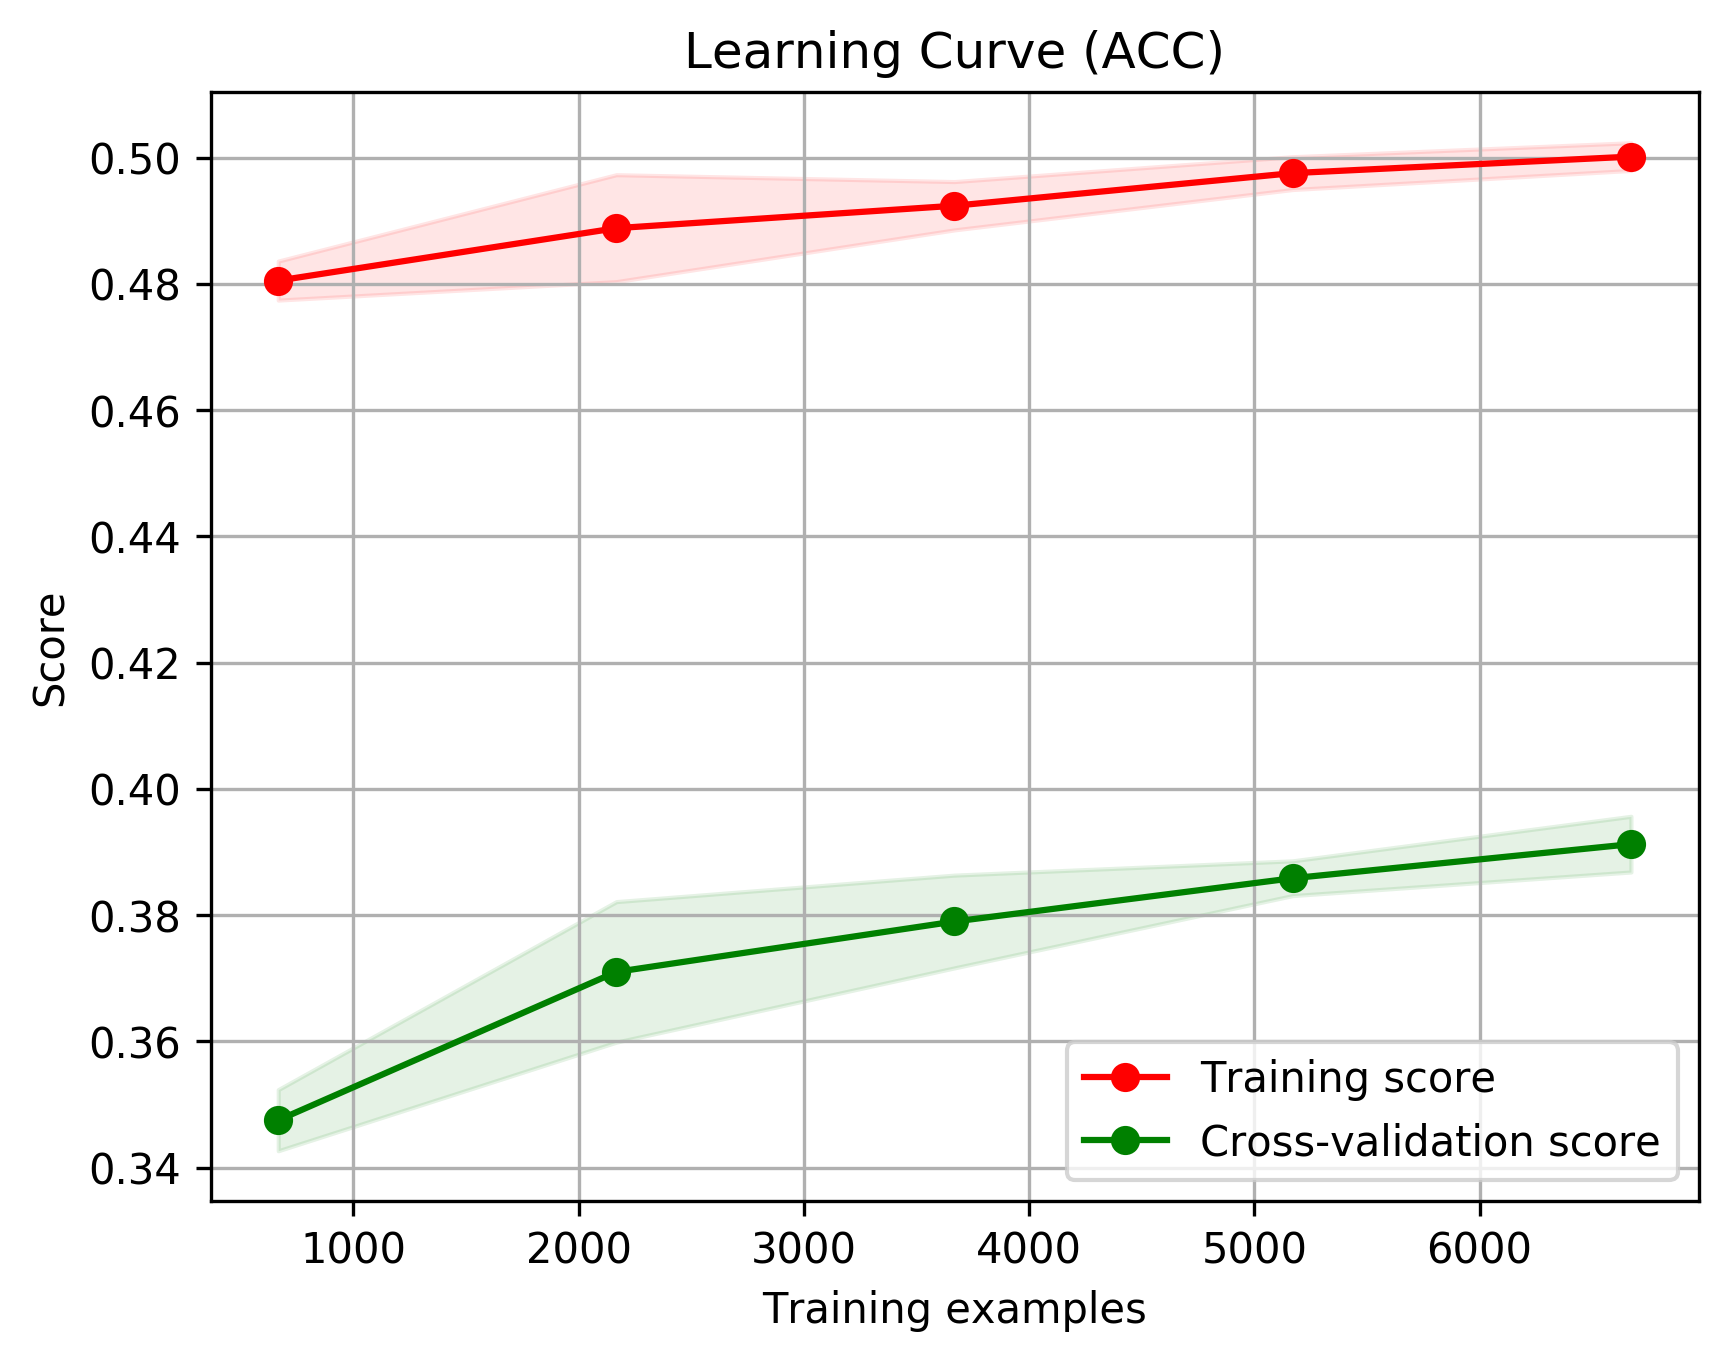 Learning Curve (ACC)
0.50
0.48
0.46
0.44
0.42
0.40
0.38
0.36
0.34
Score
Training score
Cross-validation score
1000 2000 3000 4000 5000 6000
Training examples